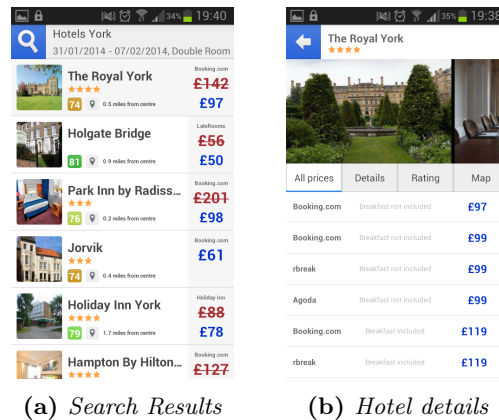 34% 19:40
Hotels York
31/01/2014 - 07/02/2014, Double Room
The Royal York
Booking.com
£142
74 0.5 miles from centre
£97
Holgate Bridge
LateRooms
£56
81 0.9 miles from centre
£50
Park Inn by Radiss...
Booking.com
£201
76 0.2 miles from centre
£98
Jorvik
Booking.com
£61
74 0.4 miles from centre
Holiday Inn York
Holiday Inn
£88
79 1.7 miles from centre
£78
Hampton By Hilton...
Booking.com
£127
(a) Search Results
35% 19:38
The Royal York
All prices Details Rating Map
Booking.com Breakfast not included £97
Booking.com Breakfast not included £99
rbreak Breakfast not included £99
Agoda Breakfast not included £99
Booking.com Breakfast included £119
rbreak Breakfast included £119
(b) Hotel details